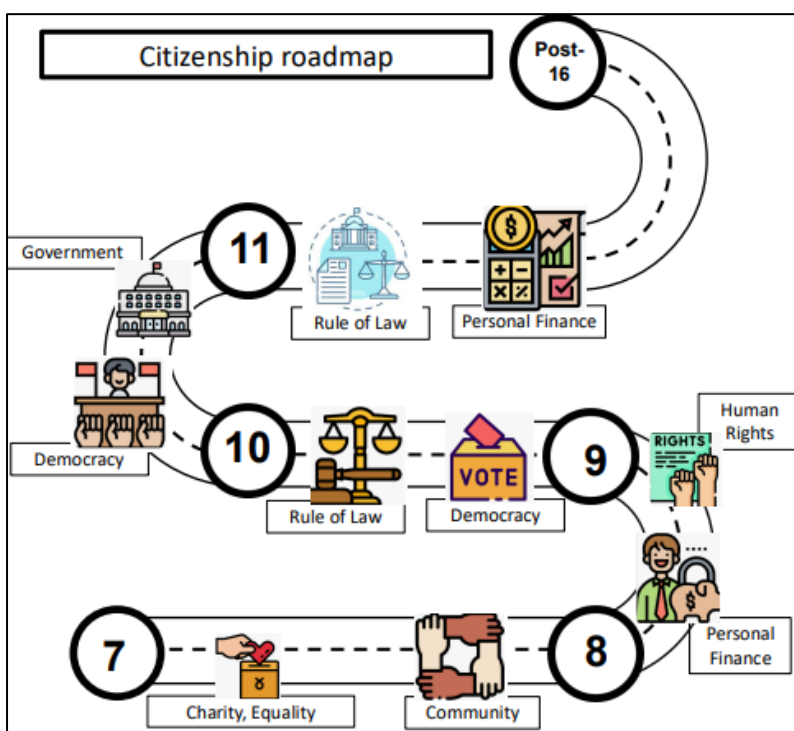 Citizenship roadmap
Post-
16
Government
11
Rule of Law
Personal Finance
Democracy
10
Rule of Law
VOTE
Democracy
9
RIGHTS
Human
Rights
7
Charity, Equality
Community
8
Personal
Finance